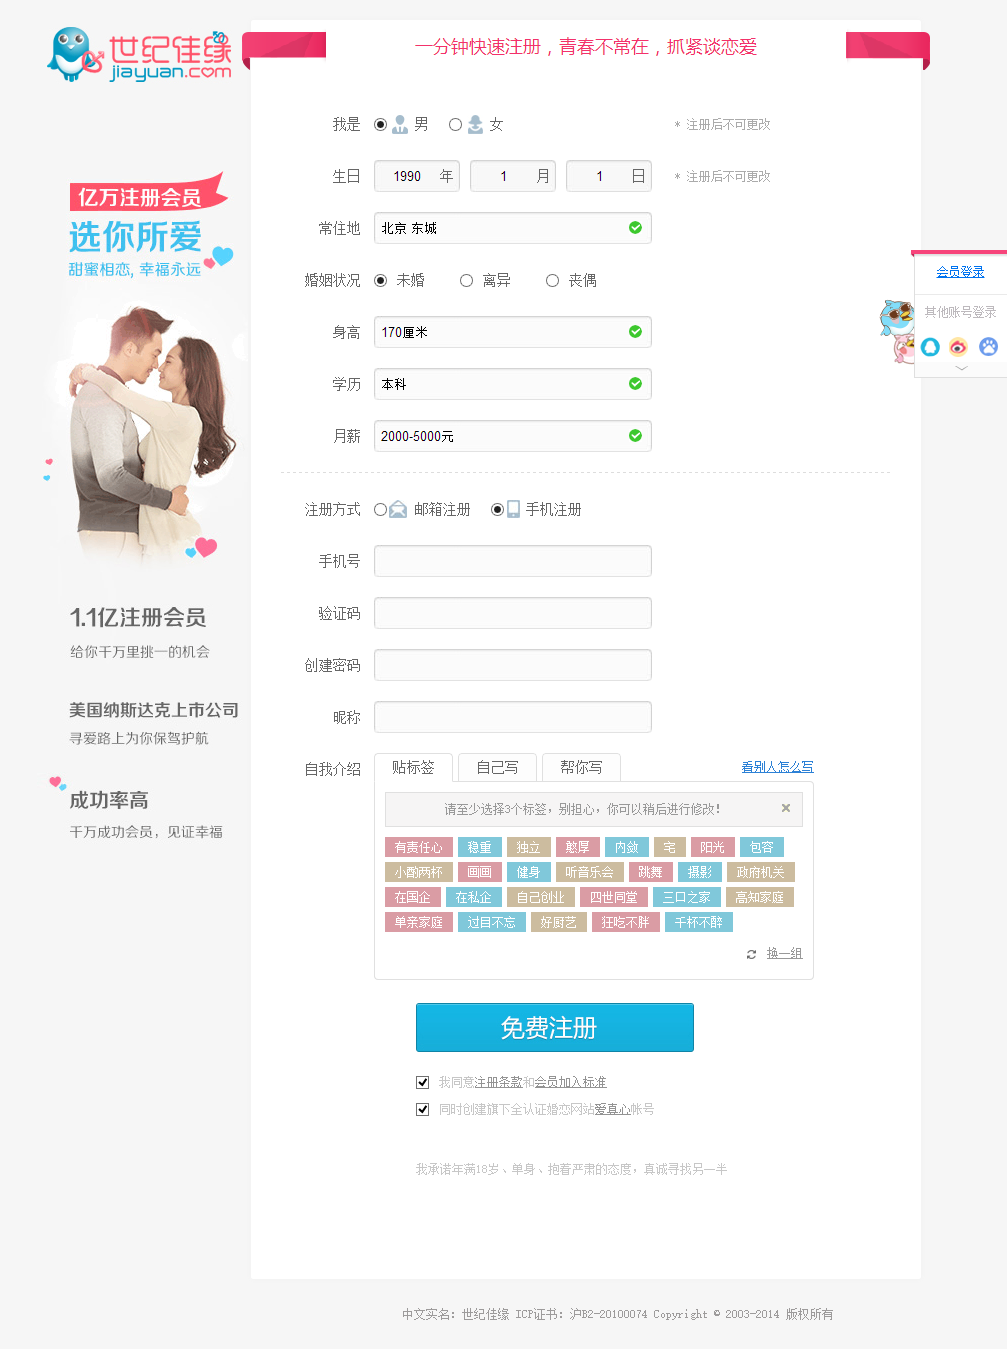 世纪佳缘
jiayuan.com
一分钟快速注册，青春不常在，抓紧谈恋爱
亿万注册会员
选你所爱
甜蜜相恋, 幸福永远
1.1亿注册会员
给你千万里挑一的机会
美国纳斯达克上市公司
寻爱路上为你保驾护航
成功率高
千万成功会员，见证幸福
我是 男 女 * 注册后不可更改
生日 1990 年 1 月 1 日 * 注册后不可更改
常住地 北京 东城
婚姻状况 未婚 离异 丧偶
身高 170厘米
学历 本科
月薪 2000-5000元
会员登录
其他账号登录
注册方式 邮箱注册 手机注册
手机号
验证码
创建密码
昵称
自我介绍 贴标签 自己写 帮你写 看别人怎么写
请至少选择3个标签，别担心，你可以稍后进行修改！ ×
有责任心 稳重 独立 憨厚 内敛 宅 阳光 包容
小酌两杯 画画 健身 听音乐会 跳舞 摄影 政府机关
在国企 在私企 自己创业 四世同堂 三口之家 高知家庭
单亲家庭 过目不忘 好厨艺 狂吃不胖 千杯不醉
换一组
免费注册
我同意注册条款和会员加入标准
同时创建旗下全认证婚恋网站爱真心帐号
我承诺年满18岁、单身、抱着严肃的态度，真诚寻找另一半
中文实名：世纪佳缘 ICP证书：沪B2-20100074 Copyright © 2003-2014 版权所有